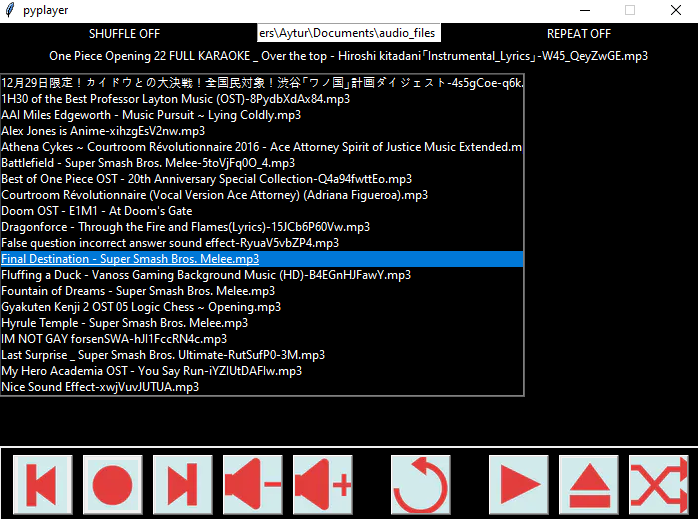 pyplayer
SHUFFLE OFF
ers\Aytur\Documents\audio_files
REPEAT OFF
One Piece Opening 22 FULL KARAOKE _ Over the top - Hiroshi kitadani「Instrumental_Lyrics」-W45_QeyZwGE.mp3
12月29日限定！カイドウとの大決戦！全国民対象！渋谷「ワノ国」計画ダイジェスト-4s5gCoe-q6k.
1H30 of the Best Professor Layton Music (OST)-8PydbXdAx84.mp3
AAI Miles Edgeworth - Music Pursuit ~ Lying Coldly.mp3
Alex Jones is Anime-xihzgEsV2nw.mp3
Athena Cykes ~ Courtroom Révolutionnaire 2016 - Ace Attorney Spirit of Justice Music Extended.m
Battlefield - Super Smash Bros. Melee-5toVjFq0O_4.mp3
Best of One Piece OST - 20th Anniversary Special Collection-Q4a94fwttEo.mp3
Courtroom Révolutionnaire (Vocal Version Ace Attorney) (Adriana Figueroa).mp3
Doom OST - E1M1 - At Doom's Gate
Dragonforce - Through the Fire and Flames(Lyrics)-15JCb6P60Vw.mp3
False question incorrect answer sound effect-RyuaV5vbZP4.mp3
Final Destination - Super Smash Bros. Melee.mp3
Fluffing a Duck - Vanoss Gaming Background Music (HD)-B4EGnHJFawY.mp3
Fountain of Dreams - Super Smash Bros. Melee.mp3
Gyakuten Kenji 2 OST 05 Logic Chess ~ Opening.mp3
Hyrule Temple - Super Smash Bros. Melee.mp3
IM NOT GAY forsenSWA-hJI1FccRN4c.mp3
Last Surprise _ Super Smash Bros. Ultimate-RutSufP0-3M.mp3
My Hero Academia OST - You Say Run-iYZlUtDAFlw.mp3
Nice Sound Effect-xwjVuvJUTUA.mp3